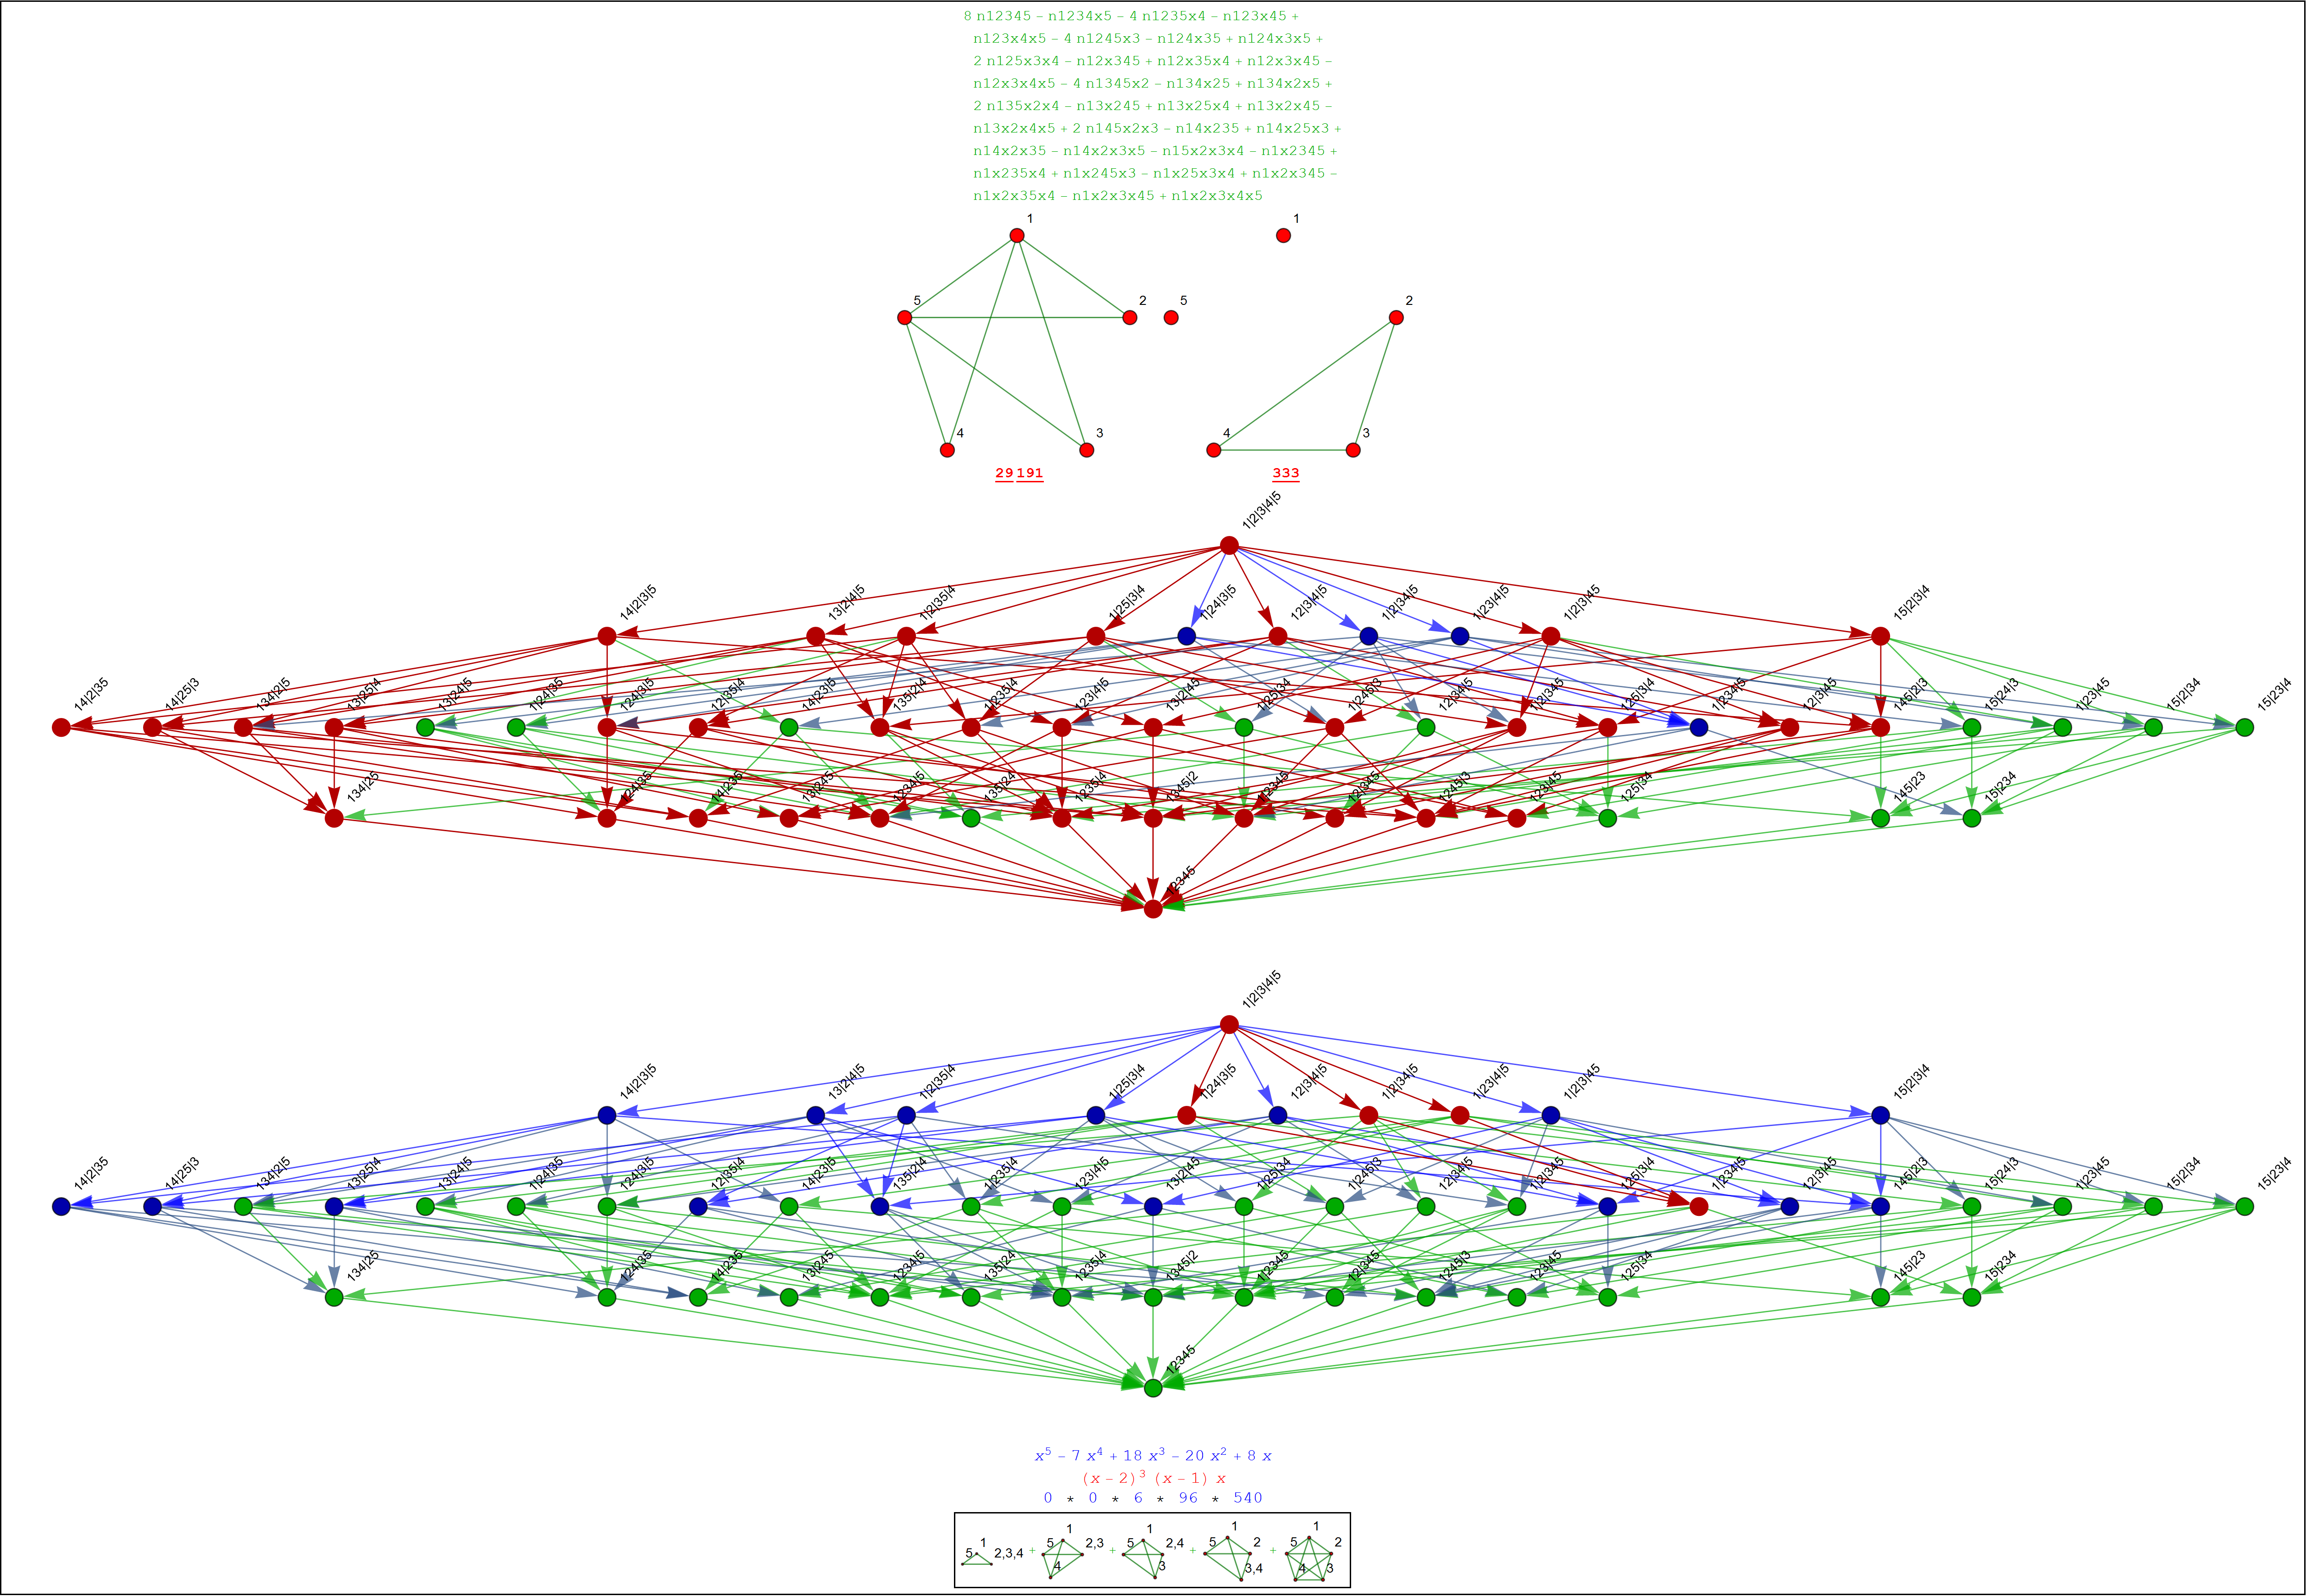 8 n12345 − n1234x5 − 4 n1235x4 − n123x45 +
n123x4x5 − 4 n1245x3 − n124x35 + n124x3x5 +
2 n125x3x4 − n12x345 + n12x35x4 + n12x3x45 −
n12x3x4x5 − 4 n1345x2 − n134x25 + n134x2x5 +
2 n135x2x4 − n13x245 + n13x25x4 + n13x2x45 −
n13x2x4x5 + 2 n145x2x3 − n14x235 + n14x25x3 +
n14x2x35 − n14x2x3x5 − n15x2x3x4 − n1x2345 +
n1x235x4 + n1x245x3 − n1x25x3x4 + n1x2x345 −
n1x2x35x4 − n1x2x3x45 + n1x2x3x4x5
1 1
5 2 5 2
4 3 4 3
29 191 333
1|2|3|4|5
14|2|3|5 13|2|4|5 1|2|35|4 1|25|3|4 1|24|3|5 12|3|4|5 1|2|34|5 1|23|4|5 1|2|3|45 15|2|3|4
14|2|35 14|25|3 134|2|5 13|25|4 13|24|5 1|24|35 124|3|5 12|35|4 14|23|5 135|2|4 1|235|4 123|4|5 13|2|45 1|25|34 1|245|3 12|34|5 1|2|345 125|3|4 1|234|5 12|3|45 145|2|3 15|24|3 1|23|45 15|2|34 15|23|4
134|25 124|35 14|235 13|245 1234|5 135|24 1235|4 1345|2 1|2345 12|345 1245|3 123|45 125|34 145|23 15|234
12345
1|2|3|4|5
14|2|3|5 13|2|4|5 1|2|35|4 1|25|3|4 1|24|3|5 12|3|4|5 1|2|34|5 1|23|4|5 1|2|3|45 15|2|3|4
14|2|35 14|25|3 134|2|5 13|25|4 13|24|5 1|24|35 124|3|5 12|35|4 14|23|5 135|2|4 1|235|4 123|4|5 13|2|45 1|25|34 1|245|3 12|34|5 1|2|345 125|3|4 1|234|5 12|3|45 145|2|3 15|24|3 1|23|45 15|2|34 15|23|4
134|25 124|35 14|235 13|245 1234|5 135|24 1235|4 1345|2 1|2345 12|345 1245|3 123|45 125|34 145|23 15|234
12345
x⁵ − 7 x⁴ + 18 x³ − 20 x² + 8 x
(x − 2)³ (x − 1) x
0 * 0 * 6 * 96 * 540
1 5 2,3,4 + 1 5 2,3 4 + 1 5 2,4 3 + 1 5 2 3,4 + 1 5 2 4 3